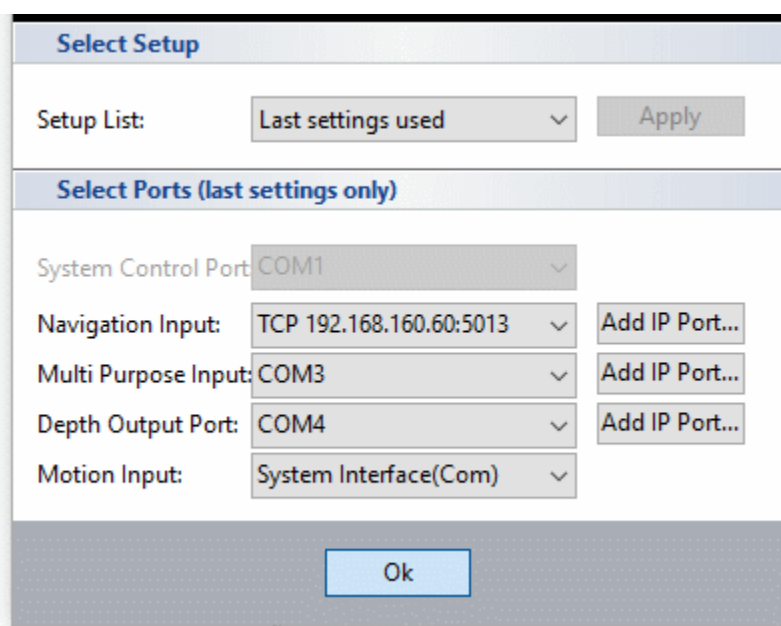 Select Setup
Setup List: Last settings used Apply
Select Ports (last settings only)
System Control Port COM1
Navigation Input: TCP 192.168.160.60:5013 Add IP Port...
Multi Purpose Input: COM3 Add IP Port...
Depth Output Port: COM4 Add IP Port...
Motion Input: System Interface(Com)
Ok